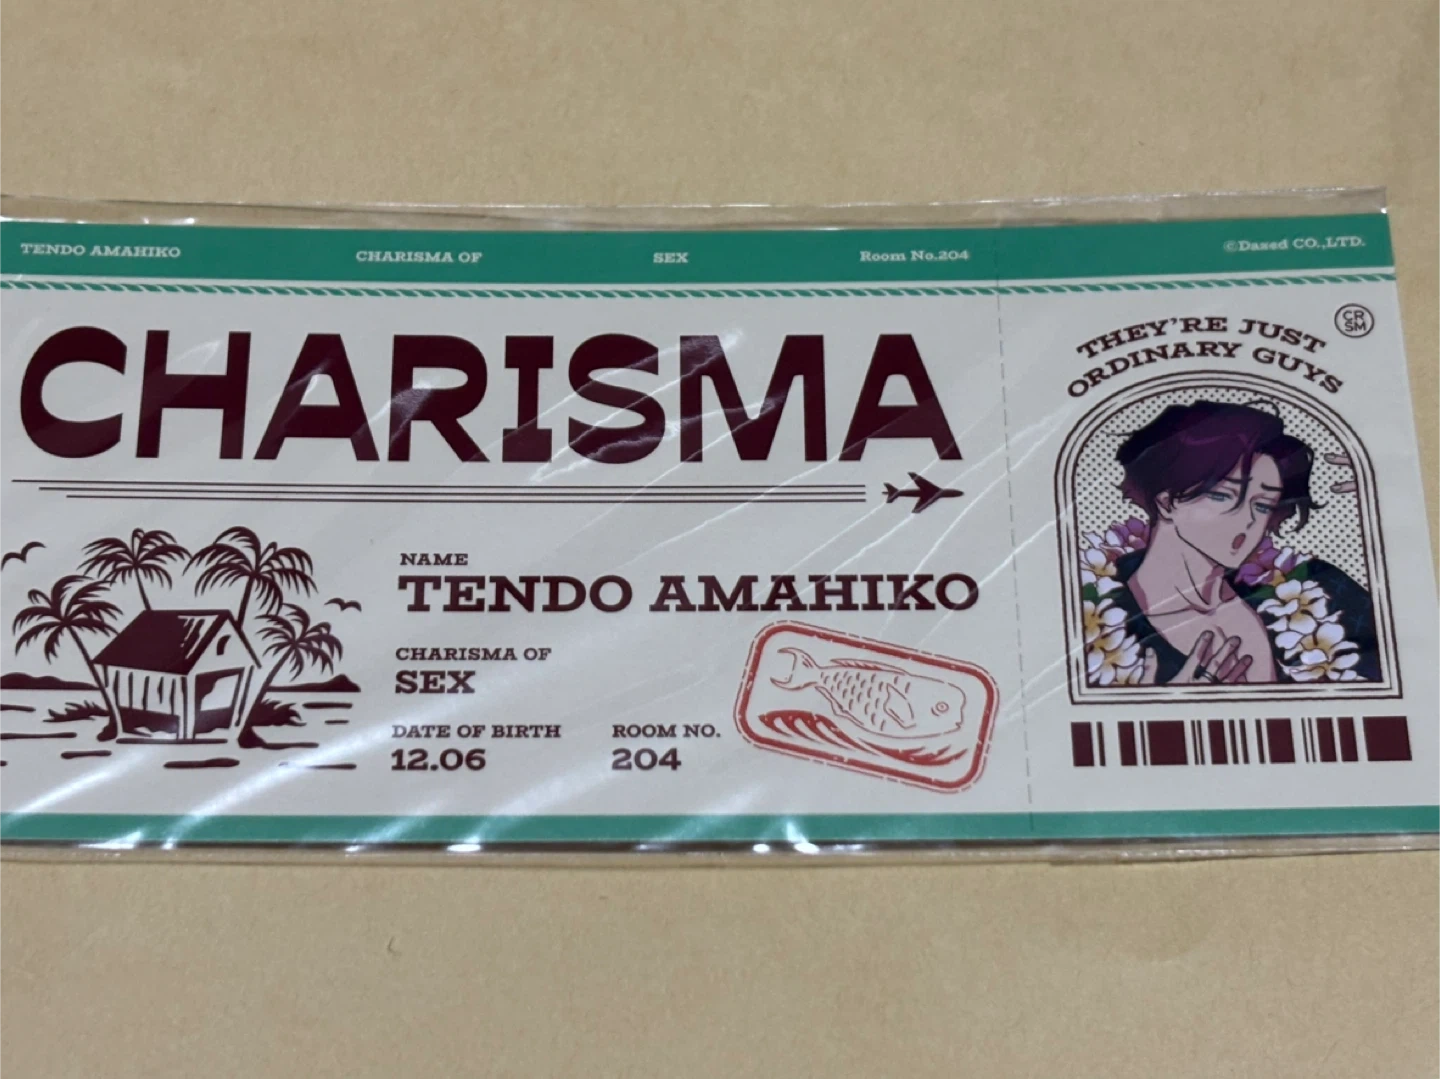 TENDO AMAHIKO CHARISMA OF SEX Room No.204 ©Dazed CO.,LTD.
CHARISMA
NAME
TENDO AMAHIKO
CHARISMA OF
SEX
DATE OF BIRTH
12.06
ROOM NO.
204
THEY'RE JUST
ORDINARY GUYS
CR
SM